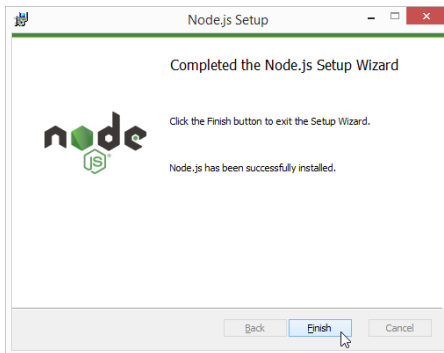 Node.js Setup
Completed the Node.js Setup Wizard
Click the Finish button to exit the Setup Wizard.
node
JS
Node.js has been successfully installed.
Back
Finish
Cancel